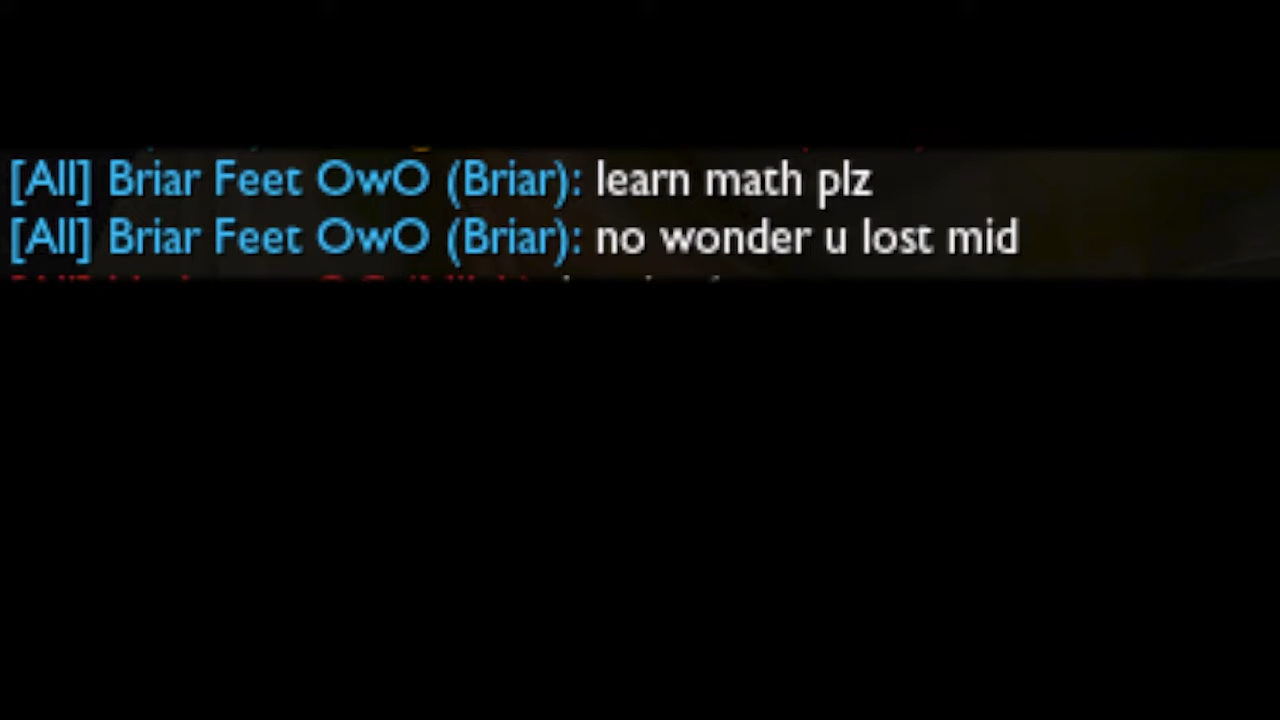 [All] Briar Feet OwO (Briar): learn math plz
[All] Briar Feet OwO (Briar): no wonder u lost mid